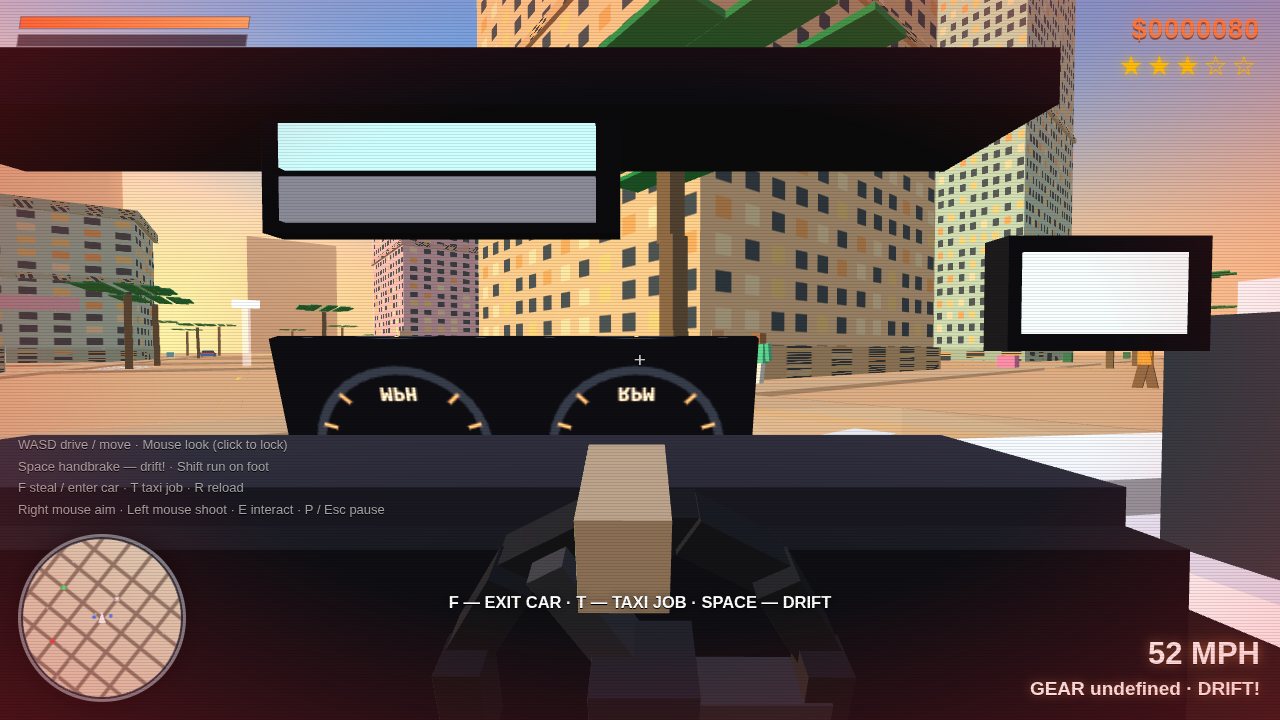 $0000080
★★★☆☆
MPH
RPM
WASD drive / move · Mouse look (click to lock)
Space handbrake — drift! · Shift run on foot
F steal / enter car · T taxi job · R reload
Right mouse aim · Left mouse shoot · E interact · P / Esc pause
F — EXIT CAR · T — TAXI JOB · SPACE — DRIFT
52 MPH
GEAR undefined · DRIFT!